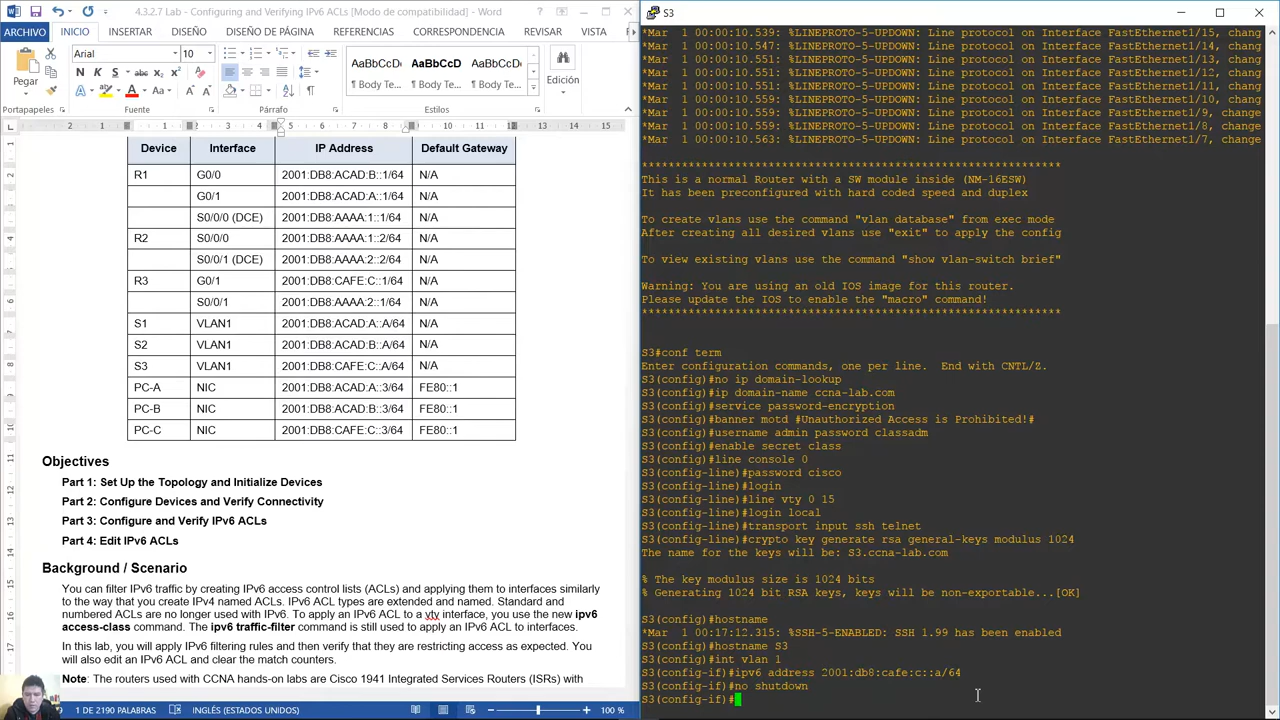 4.3.2.7 Lab - Configuring and Verifying IPv6 ACLs [Modo de compatibilidad] - Word
ARCHIVO INICIO INSERTAR DISEÑO DISEÑO DE PÁGINA REFERENCIAS CORRESPONDENCIA REVISAR VISTA
Arial 10
Pegar
N K S abc x₂ x²
AaBbCcDc AaBbCcD AaBbCcDc
¶ Body Te... ¶ Body Te... ¶ Body Te...
Edición
Portapapeles Fuente Párrafo Estilos
2 1 1 2 3 4 5 6 7 8 10 11 12 13 14 15
Device Interface IP Address Default Gateway
R1 G0/0 2001:DB8:ACAD:B::1/64 N/A
G0/1 2001:DB8:ACAD:A::1/64 N/A
S0/0/0 (DCE) 2001:DB8:AAAA:1::1/64 N/A
R2 S0/0/0 2001:DB8:AAAA:1::2/64 N/A
S0/0/1 (DCE) 2001:DB8:AAAA:2::2/64 N/A
R3 G0/1 2001:DB8:CAFE:C::1/64 N/A
S0/0/1 2001:DB8:AAAA:2::1/64 N/A
S1 VLAN1 2001:DB8:ACAD:A::A/64 N/A
S2 VLAN1 2001:DB8:ACAD:B::A/64 N/A
S3 VLAN1 2001:DB8:CAFE:C::A/64 N/A
PC-A NIC 2001:DB8:ACAD:A::3/64 FE80::1
PC-B NIC 2001:DB8:ACAD:B::3/64 FE80::1
PC-C NIC 2001:DB8:CAFE:C::3/64 FE80::1
Objectives
Part 1: Set Up the Topology and Initialize Devices
Part 2: Configure Devices and Verify Connectivity
Part 3: Configure and Verify IPv6 ACLs
Part 4: Edit IPv6 ACLs
Background / Scenario
You can filter IPv6 traffic by creating IPv6 access control lists (ACLs) and applying them to interfaces similarly
to the way that you create IPv4 named ACLs. IPv6 ACL types are extended and named. Standard and
numbered ACLs are no longer used with IPv6. To apply an IPv6 ACL to a vty interface, you use the new ipv6
access-class command. The ipv6 traffic-filter command is still used to apply an IPv6 ACL to interfaces.
In this lab, you will apply IPv6 filtering rules and then verify that they are restricting access as expected. You
will also edit an IPv6 ACL and clear the match counters.
Note: The routers used with CCNA hands-on labs are Cisco 1941 Integrated Services Routers (ISRs) with
1 DE 2190 PALABRAS INGLÉS (ESTADOS UNIDOS) 100 %
S3
*Mar  1 00:00:10.539: %LINEPROTO-5-UPDOWN: Line protocol on Interface FastEthernet1/15, chang
*Mar  1 00:00:10.547: %LINEPROTO-5-UPDOWN: Line protocol on Interface FastEthernet1/14, chang
*Mar  1 00:00:10.551: %LINEPROTO-5-UPDOWN: Line protocol on Interface FastEthernet1/13, chang
*Mar  1 00:00:10.551: %LINEPROTO-5-UPDOWN: Line protocol on Interface FastEthernet1/12, chang
*Mar  1 00:00:10.551: %LINEPROTO-5-UPDOWN: Line protocol on Interface FastEthernet1/11, chang
*Mar  1 00:00:10.559: %LINEPROTO-5-UPDOWN: Line protocol on Interface FastEthernet1/10, chang
*Mar  1 00:00:10.559: %LINEPROTO-5-UPDOWN: Line protocol on Interface FastEthernet1/9, chang
*Mar  1 00:00:10.559: %LINEPROTO-5-UPDOWN: Line protocol on Interface FastEthernet1/8, chang
*Mar  1 00:00:10.563: %LINEPROTO-5-UPDOWN: Line protocol on Interface FastEthernet1/7, chang
***************************************************************
This is a normal Router with a SW module inside (NM-16ESW)
It has been preconfigured with hard coded speed and duplex
To create vlans use the command "vlan database" from exec mode
After creating all desired vlans use "exit" to apply the config
To view existing vlans use the command "show vlan-switch brief"
Warning: You are using an old IOS image for this router.
Please update the IOS to enable the "macro" command!
***************************************************************
S3#conf term
Enter configuration commands, one per line.  End with CNTL/Z.
S3(config)#no ip domain-lookup
S3(config)#ip domain-name ccna-lab.com
S3(config)#service password-encryption
S3(config)#banner motd #Unauthorized Access is Prohibited!#
S3(config)#username admin password classadm
S3(config)#enable secret class
S3(config)#line console 0
S3(config-line)#password cisco
S3(config-line)#login
S3(config-line)#line vty 0 15
S3(config-line)#login local
S3(config-line)#transport input ssh telnet
S3(config-line)#crypto key generate rsa general-keys modulus 1024
The name for the keys will be: S3.ccna-lab.com
% The key modulus size is 1024 bits
% Generating 1024 bit RSA keys, keys will be non-exportable...[OK]
S3(config)#hostname
*Mar  1 00:17:12.315: %SSH-5-ENABLED: SSH 1.99 has been enabled
S3(config)#hostname S3
S3(config)#int vlan 1
S3(config-if)#ipv6 address 2001:db8:cafe:c::a/64
S3(config-if)#no shutdown
S3(config-if)#